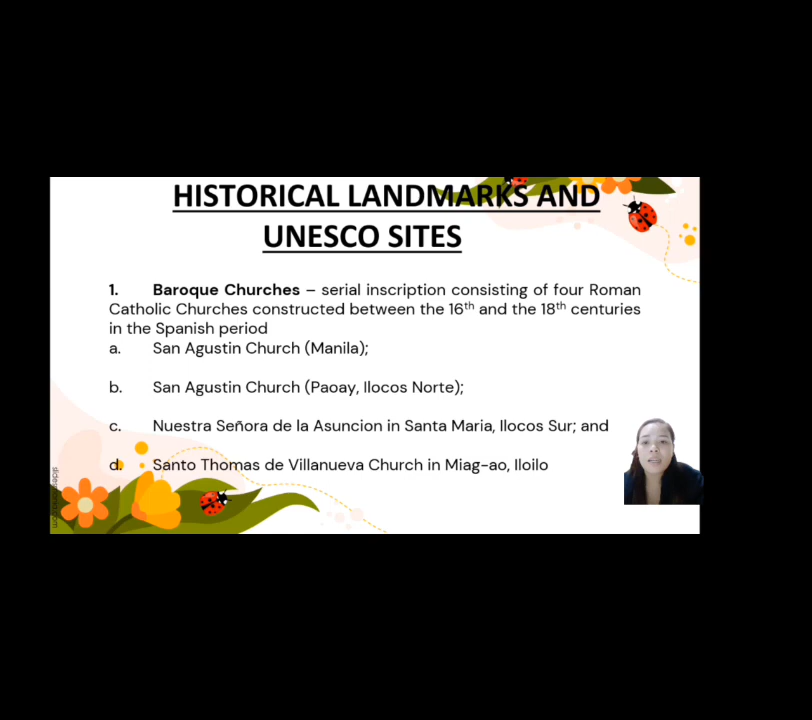 HISTORICAL LANDMARKS AND
UNESCO SITES
1. Baroque Churches – serial inscription consisting of four Roman
Catholic Churches constructed between the 16th and the 18th centuries
in the Spanish period
a. San Agustin Church (Manila);
b. San Agustin Church (Paoay, Ilocos Norte);
c. Nuestra Señora de la Asuncion in Santa Maria, Ilocos Sur; and
d. Santo Thomas de Villanueva Church in Miag-ao, Iloilo